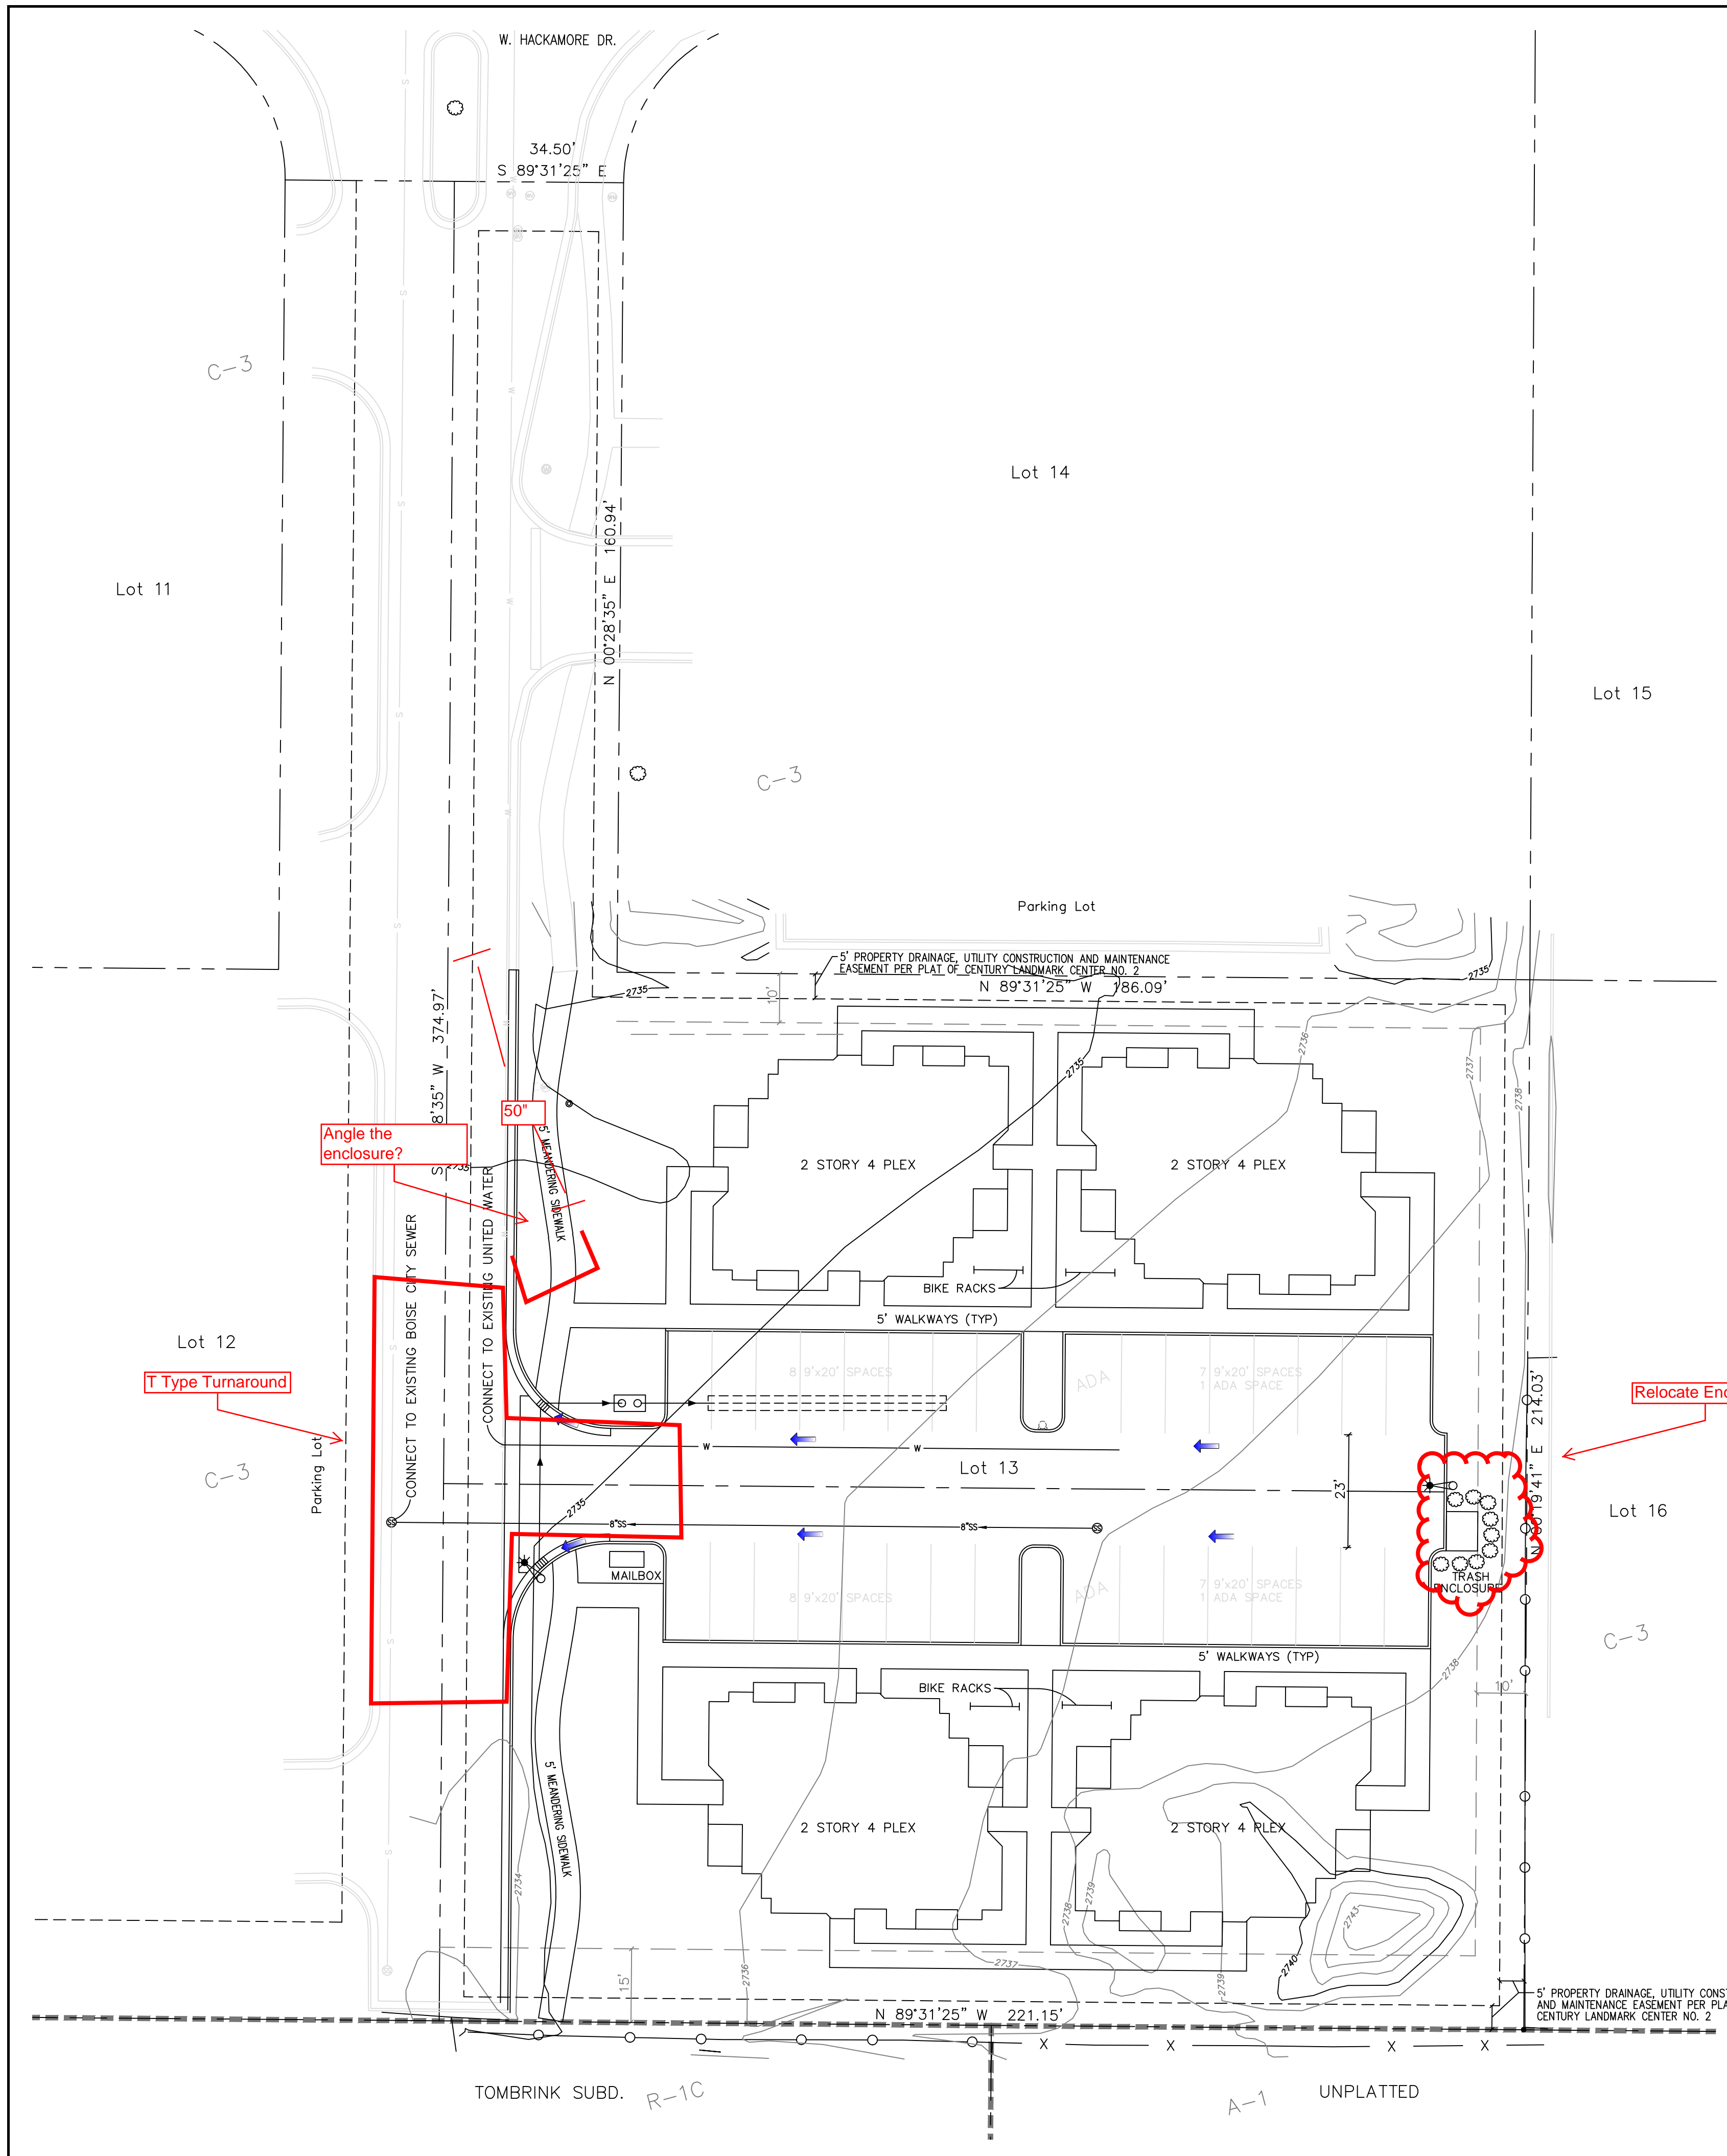 W. HACKAMORE DR.
34.50'
S 89°31'25" E
C-3
Lot 14
N 00°28'35" E 160.94'
Lot 11
Lot 15
C-3
Parking Lot
5' PROPERTY DRAINAGE, UTILITY CONSTRUCTION AND MAINTENANCE
EASEMENT PER PLAT OF CENTURY LANDMARK CENTER NO. 2
N 89°31'25" W 186.09'
10'
2735
2735
2735
2736
2737
2738
374.97'
50"
Angle the
enclosure?
5' MEANDERING SIDEWALK
2735
2 STORY 4 PLEX
2 STORY 4 PLEX
CONNECT TO EXISTING BOISE CITY SEWER
CONNECT TO EXISTING UNITED WATER
BIKE RACKS
5' WALKWAYS (TYP)
Lot 12
T Type Turnaround
8 9'x20' SPACES
ADA
7 9'x20' SPACES
1 ADA SPACE
214.03'
Parking Lot
C-3
W
W
Lot 13
23'
Lot 16
2735
8"SS
8"SS
MAILBOX
TRASH
ENCLOSURE
8 9'x20' SPACES
ADA
7 9'x20' SPACES
1 ADA SPACE
C-3
5' WALKWAYS (TYP)
2738
BIKE RACKS
10'
5' MEANDERING SIDEWALK
2 STORY 4 PLEX
2 STORY 4 PLEX
2734
2739
2738
2743
2736
2737
2739
2740
15'
N 89°31'25" W 221.15'
5' PROPERTY DRAINAGE, UTILITY
AND MAINTENANCE EASEMENT PER
CENTURY LANDMARK CENTER NO. 2
X X X X
TOMBRINK SUBD.
R-1C
A-1
UNPLATTED